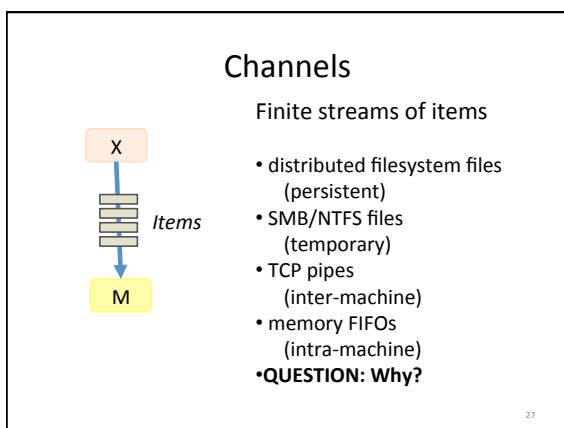 Channels
Finite streams of items
X
Items
M
• distributed filesystem files
(persistent)
• SMB/NTFS files
(temporary)
• TCP pipes
(inter-machine)
• memory FIFOs
(intra-machine)
•QUESTION: Why?
27